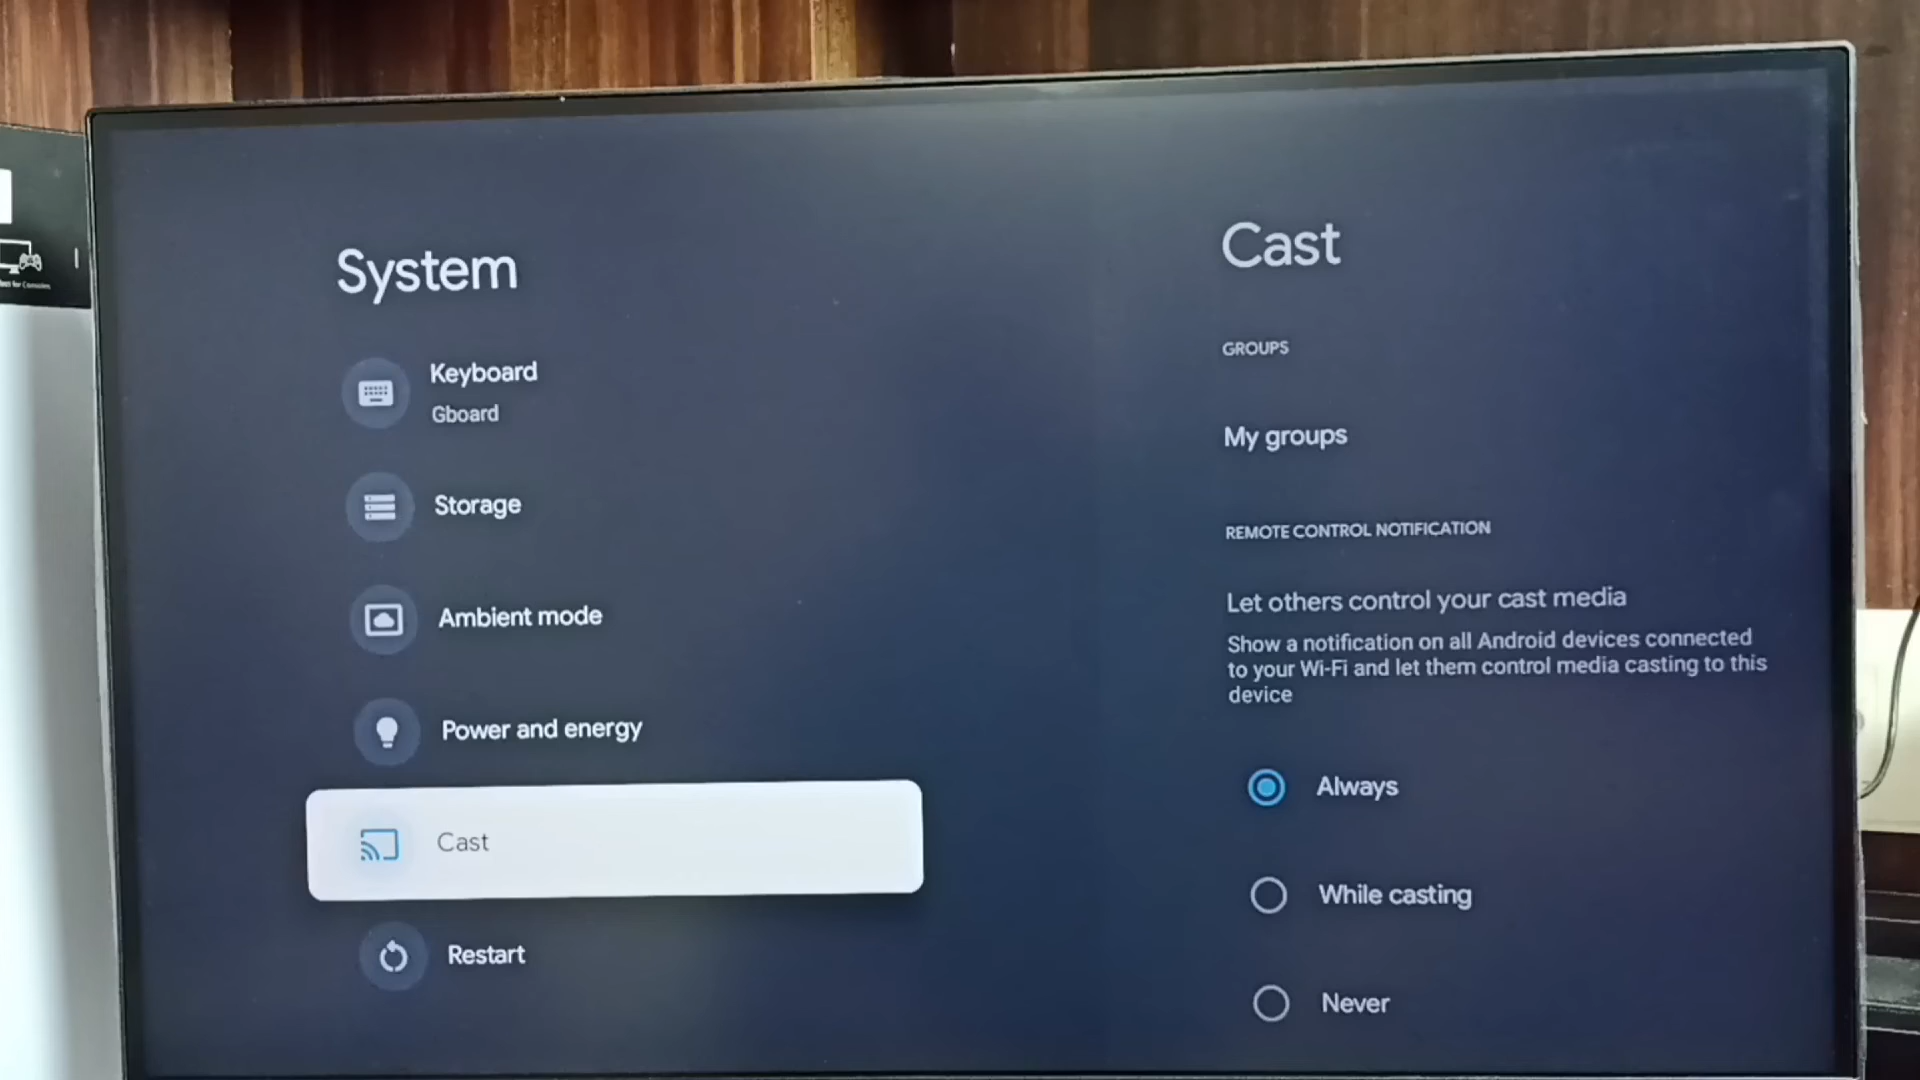 System
Keyboard
Gboard
Storage
Ambient mode
Power and energy
Cast
Restart
Cast
GROUPS
My groups
REMOTE CONTROL NOTIFICATION
Let others control your cast media
Show a notification on all Android devices connected
to your Wi-Fi and let them control media casting to this
device
Always
While casting
Never